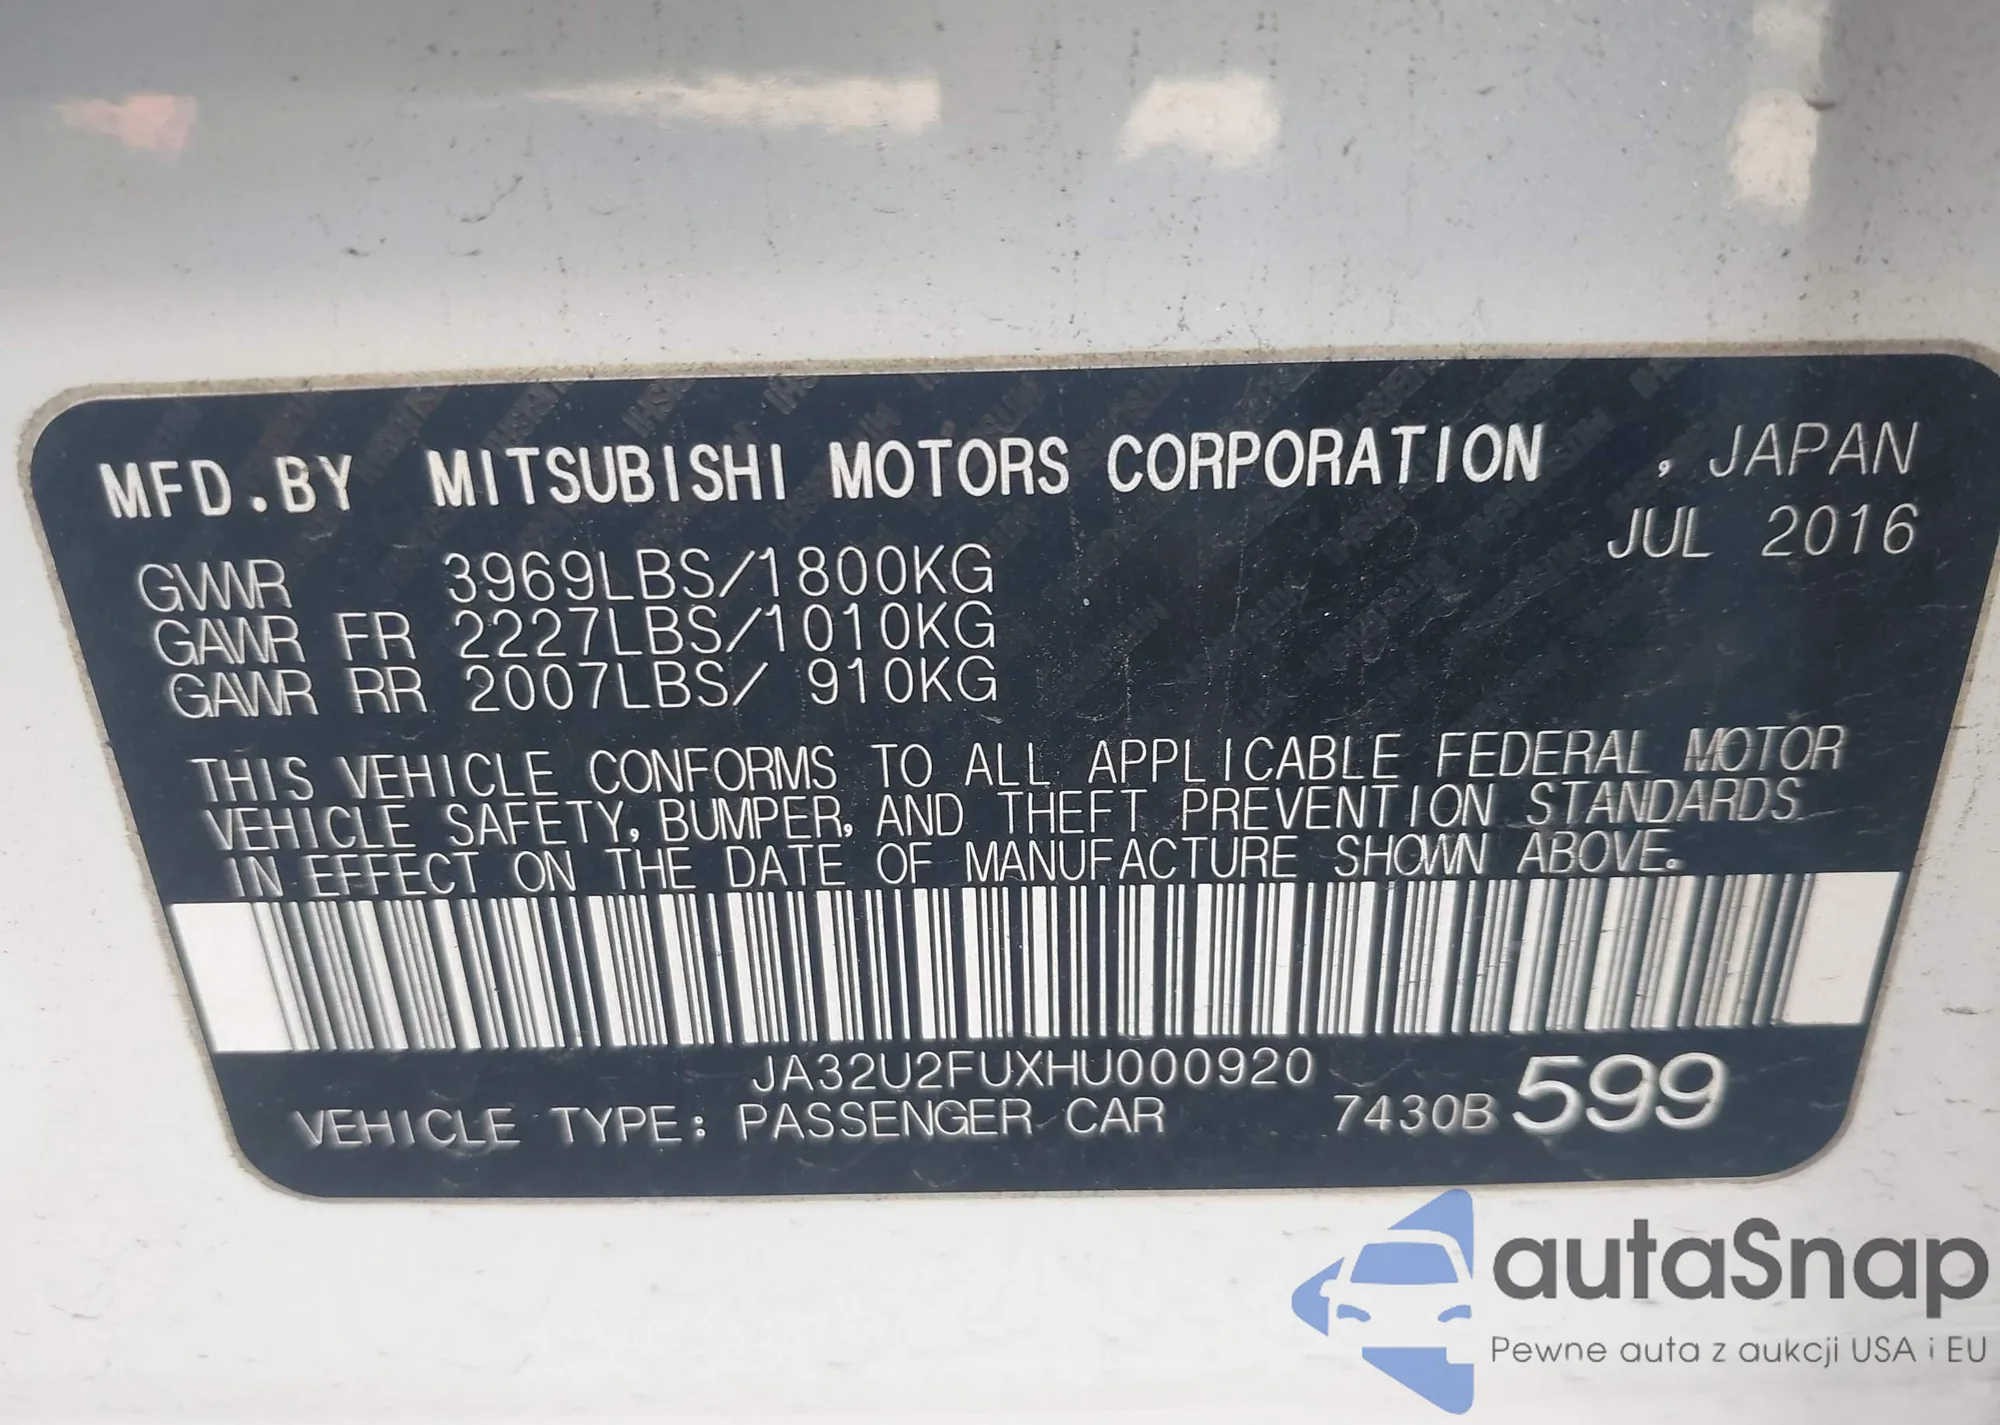 MFD.BY MITSUBISHI MOTORS CORPORATION , JAPAN
JUL 2016
GVWR 3969LBS/1800KG
GAWR FR 2227LBS/1010KG
GAWR RR 2007LBS/ 910KG
THIS VEHICLE CONFORMS TO ALL APPLICABLE FEDERAL MOTOR
VEHICLE SAFETY, BUMPER, AND THEFT PREVENTION STANDARDS
IN EFFECT ON THE DATE OF MANUFACTURE SHOWN ABOVE.
JA32U2FUXHU000920
VEHICLE TYPE: PASSENGER CAR 7430B 599
autaSnap
Pewne auta z aukcji USA i EU